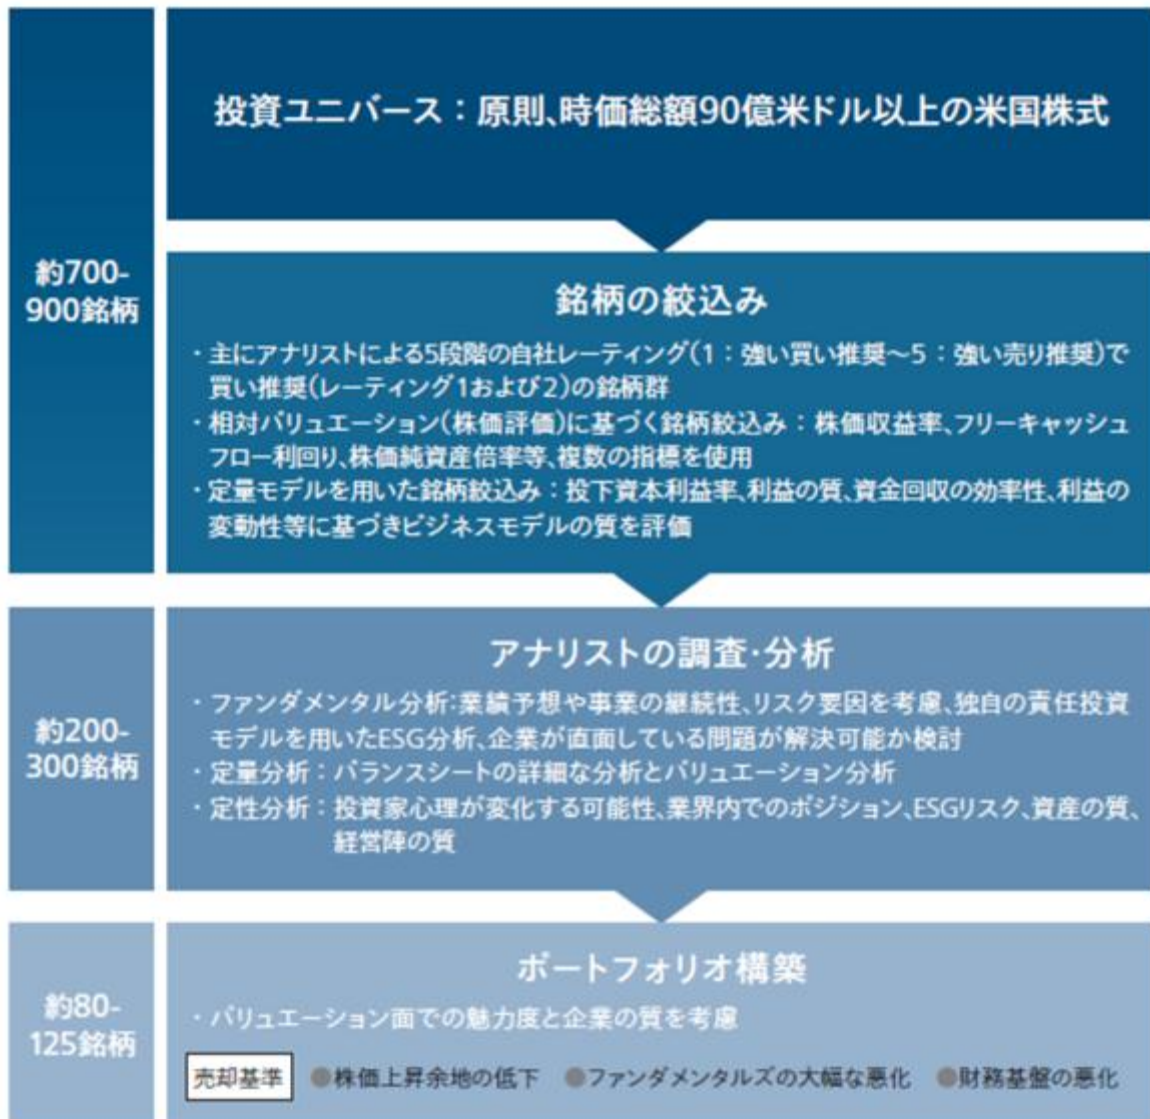 投資ユニバース：原則、時価総額90億米ドル以上の米国株式
約700-
900銘柄
銘柄の絞込み
・主にアナリストによる5段階の自社レーティング(1：強い買い推奨～5：強い売り推奨)で
買い推奨(レーティング1および2)の銘柄群
・相対バリュエーション(株価評価)に基づく銘柄絞込み：株価収益率、フリーキャッシュ
フロー利回り、株価純資産倍率等、複数の指標を使用
・定量モデルを用いた銘柄絞込み：投下資本利益率、利益の質、資金回収の効率性、利益の
変動性等に基づきビジネスモデルの質を評価
約200-
300銘柄
アナリストの調査・分析
・ファンダメンタル分析：業績予想や事業の継続性、リスク要因を考慮、独自の責任投資
モデルを用いたESG分析、企業が直面している問題が解決可能か検討
・定量分析：バランスシートの詳細な分析とバリュエーション分析
・定性分析：投資家心理が変化する可能性、業界内でのポジション、ESGリスク、資産の質、
経営陣の質
約80-
125銘柄
ポートフォリオ構築
・バリュエーション面での魅力度と企業の質を考慮
売却基準 ●株価上昇余地の低下 ●ファンダメンタルズの大幅な悪化 ●財務基盤の悪化